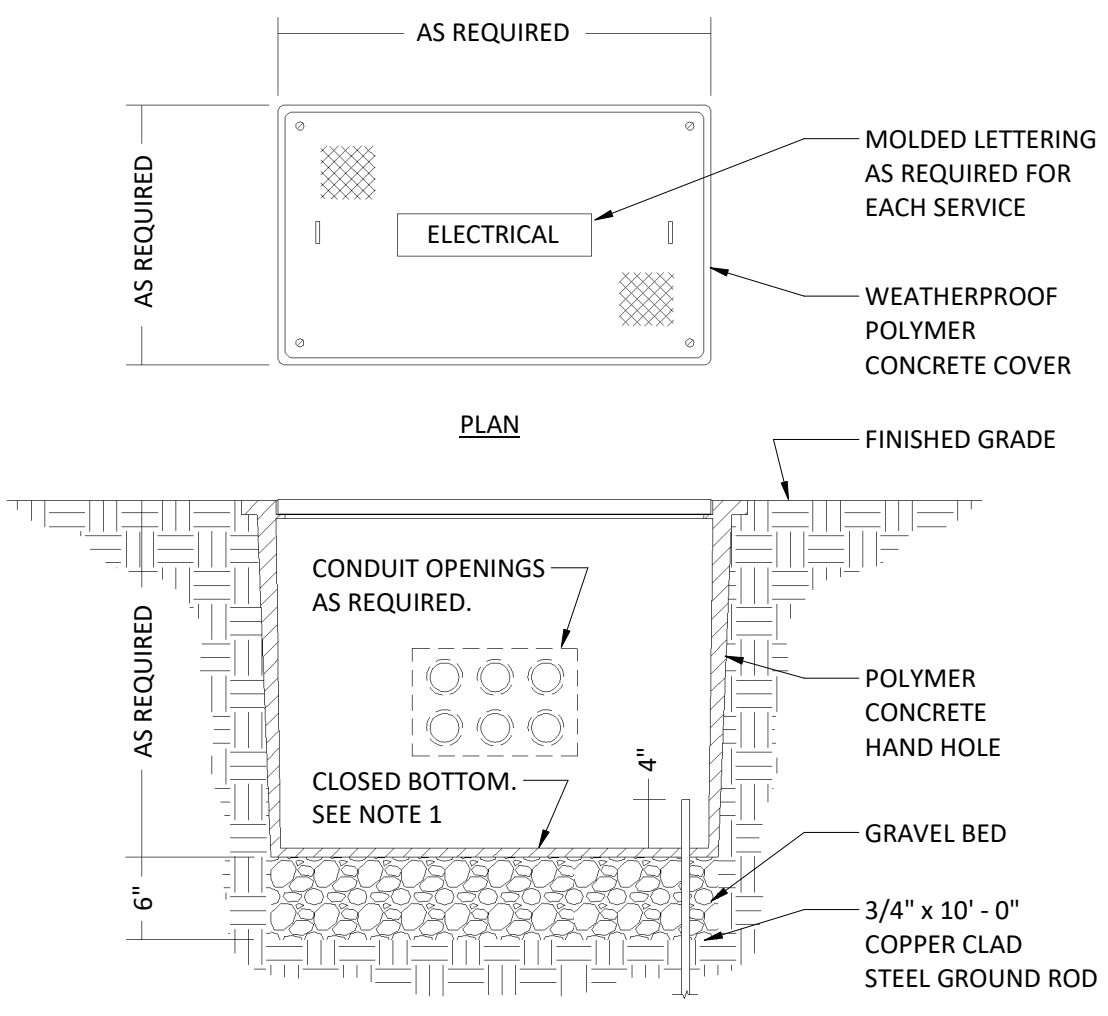 AS REQUIRED
AS REQUIRED
ELECTRICAL
MOLDED LETTERING
AS REQUIRED FOR
EACH SERVICE
WEATHERPROOF
POLYMER
CONCRETE COVER
PLAN
FINISHED GRADE
AS REQUIRED
CONDUIT OPENINGS
AS REQUIRED.
POLYMER
CONCRETE
HAND HOLE
4"
CLOSED BOTTOM.
SEE NOTE 1
GRAVEL BED
6"
3/4" x 10' - 0"
COPPER CLAD
STEEL GROUND ROD